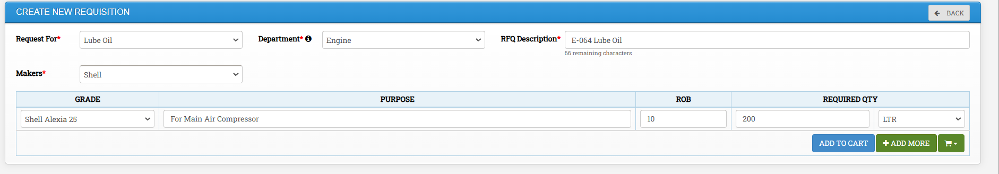 CREATE NEW REQUISITION BACK
Request For* Lube Oil Department* Engine RFQ Description* E-064 Lube Oil
66 remaining characters
Makers* Shell
GRADE PURPOSE ROB REQUIRED QTY
Shell Alexia 25 For Main Air Compressor 10 200 LTR
ADD TO CART ADD MORE